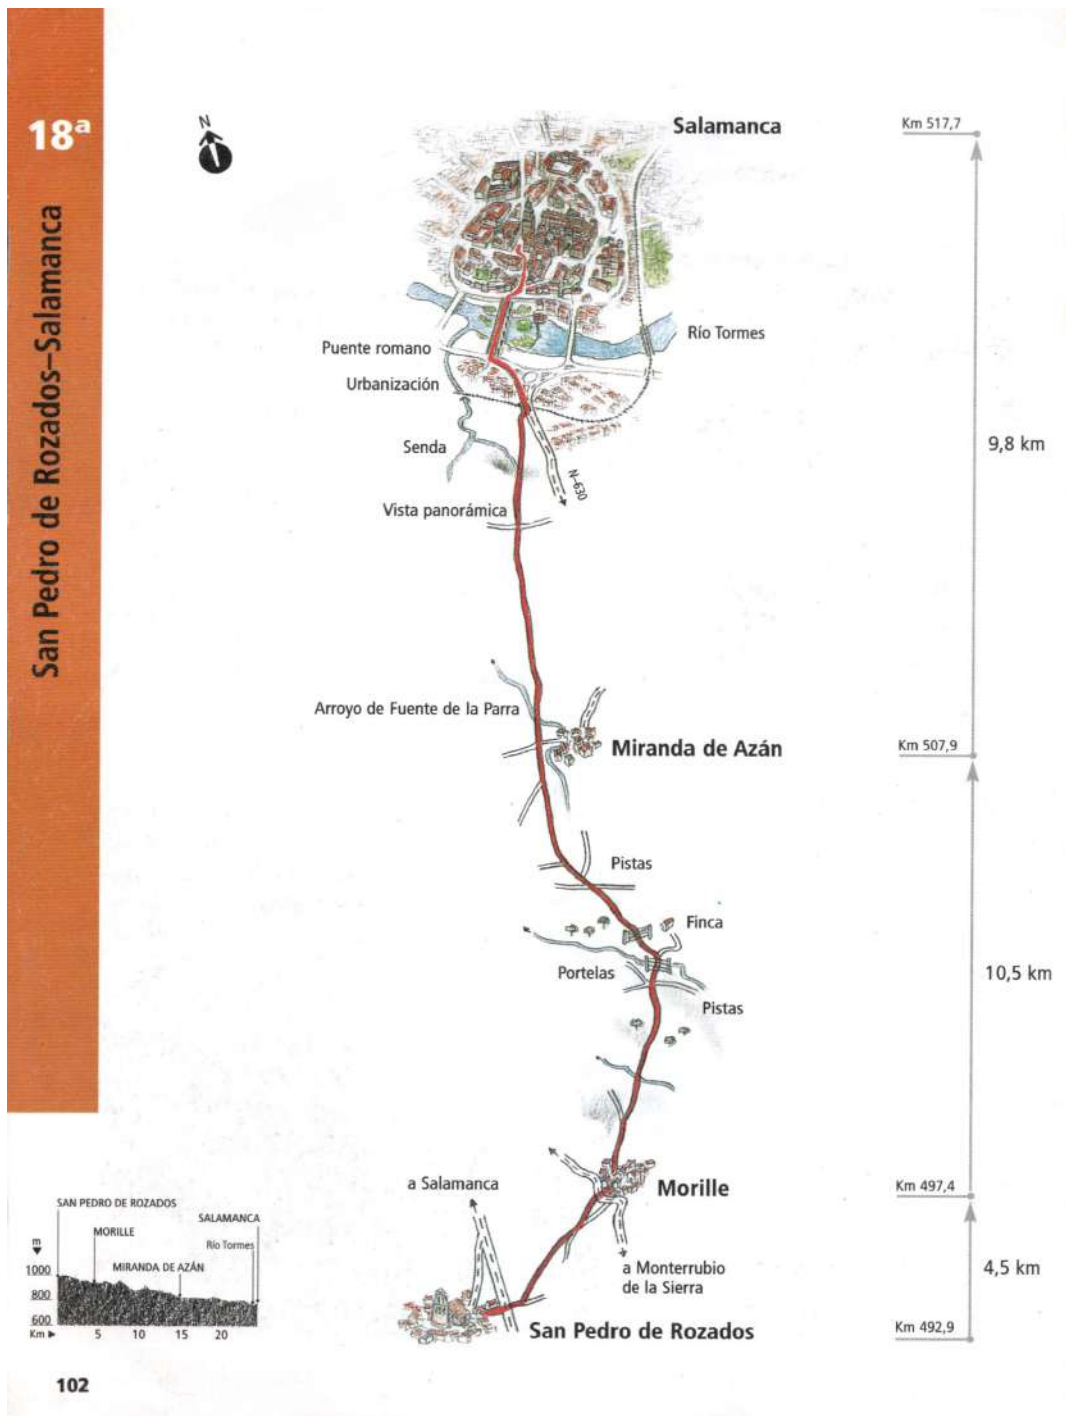 18ª
San Pedro de Rozados–Salamanca
N
Salamanca
Km 517,7
Río Tormes
Puente romano
Urbanización
Senda
9,8 km
N-630
Vista panorámica
Arroyo de Fuente de la Parra
Miranda de Azán
Km 507,9
Pistas
Finca
Portelas
10,5 km
Pistas
a Salamanca
Morille
Km 497,4
a Monterrubio
de la Sierra
4,5 km
San Pedro de Rozados
Km 492,9
SAN PEDRO DE ROZADOS
SALAMANCA
MORILLE
Río Tormes
MIRANDA DE AZÁN
m
1000
800
600
Km
5
10
15
20
102